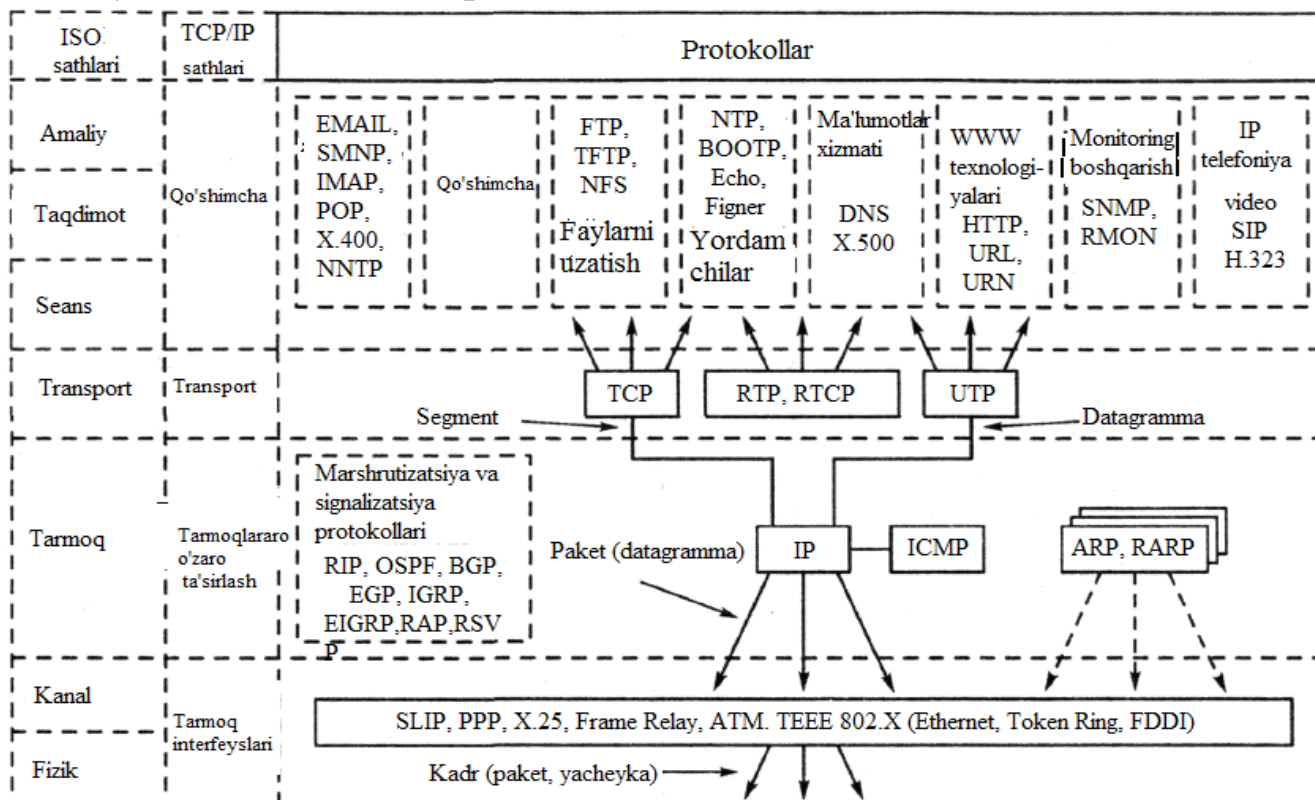 ISO
sathlari
TCP/IP
sathlari
Protokollar
Amaliy
Taqdimot
Seans
Qo'shimcha
EMAIL,
SMNP,
IMAP,
POP,
X.400,
NNTP
Qo'shimcha
FTP,
TFTP,
NFS
Faylarni
uzatish
NTP,
BOOTP,
Echo,
Figner
Yordam
chilar
Ma'lumotlar
xizmati
DNS
X.500
WWW
texnologi-
yalari
HTTP,
URL,
URN
Monitoring
boshqarish
SNMP,
RMON
IP
telefoniya
video
SIP
H.323
Transport
Transport
TCP
RTP, RTCP
UTP
Segment
Datagramma
Tarmoq
Tarmoqlararo
o'zaro
ta'sirlash
Marshrutizatsiya va
signalizatsiya
protokollari
RIP, OSPF, BGP,
EGP, IGRP,
EIGRP,RAP,RSV
P
Paket (datagramma)
IP
ICMP
ARP, RARP
Kanal
Fizik
Tarmoq
interfeyslari
SLIP, PPP, X.25, Frame Relay, ATM. TEEE 802.X (Ethernet, Token Ring, FDDI)
Kadr (paket, yacheyka)